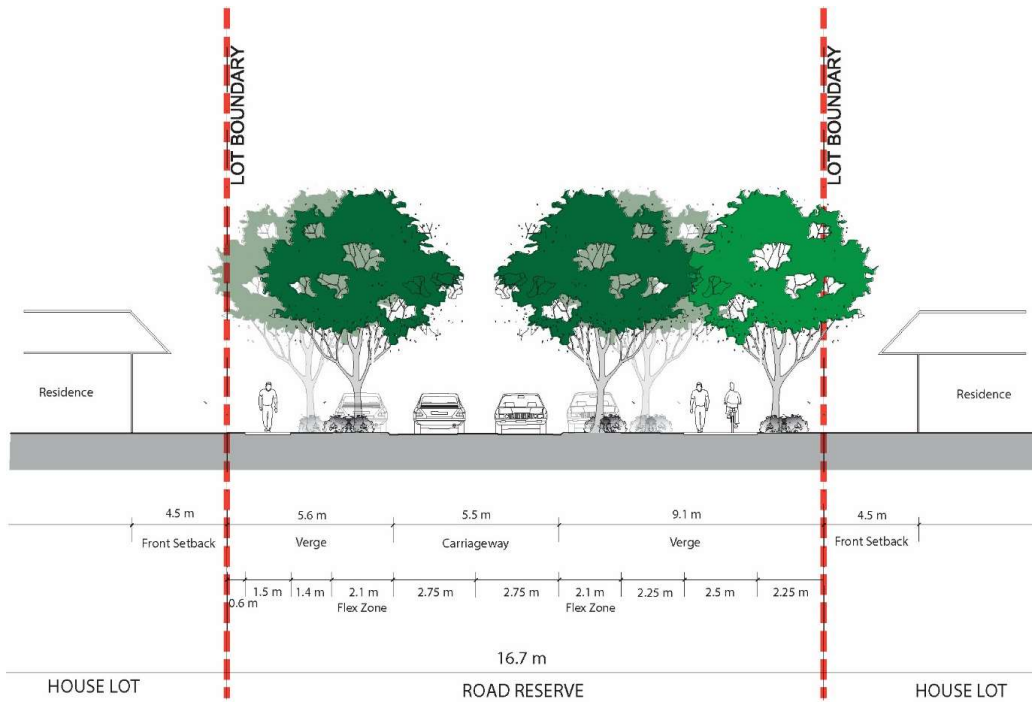 LOT BOUNDARY
LOT BOUNDARY
Residence
Residence
4.5 m
5.6 m
5.5 m
9.1 m
4.5 m
Front Setback
Verge
Carriageway
Verge
Front Setback
0.6 m
1.5 m
1.4 m
2.1 m
2.75 m
2.75 m
2.1 m
2.25 m
2.5 m
2.25 m
Flex Zone
Flex Zone
16.7 m
HOUSE LOT
ROAD RESERVE
HOUSE LOT